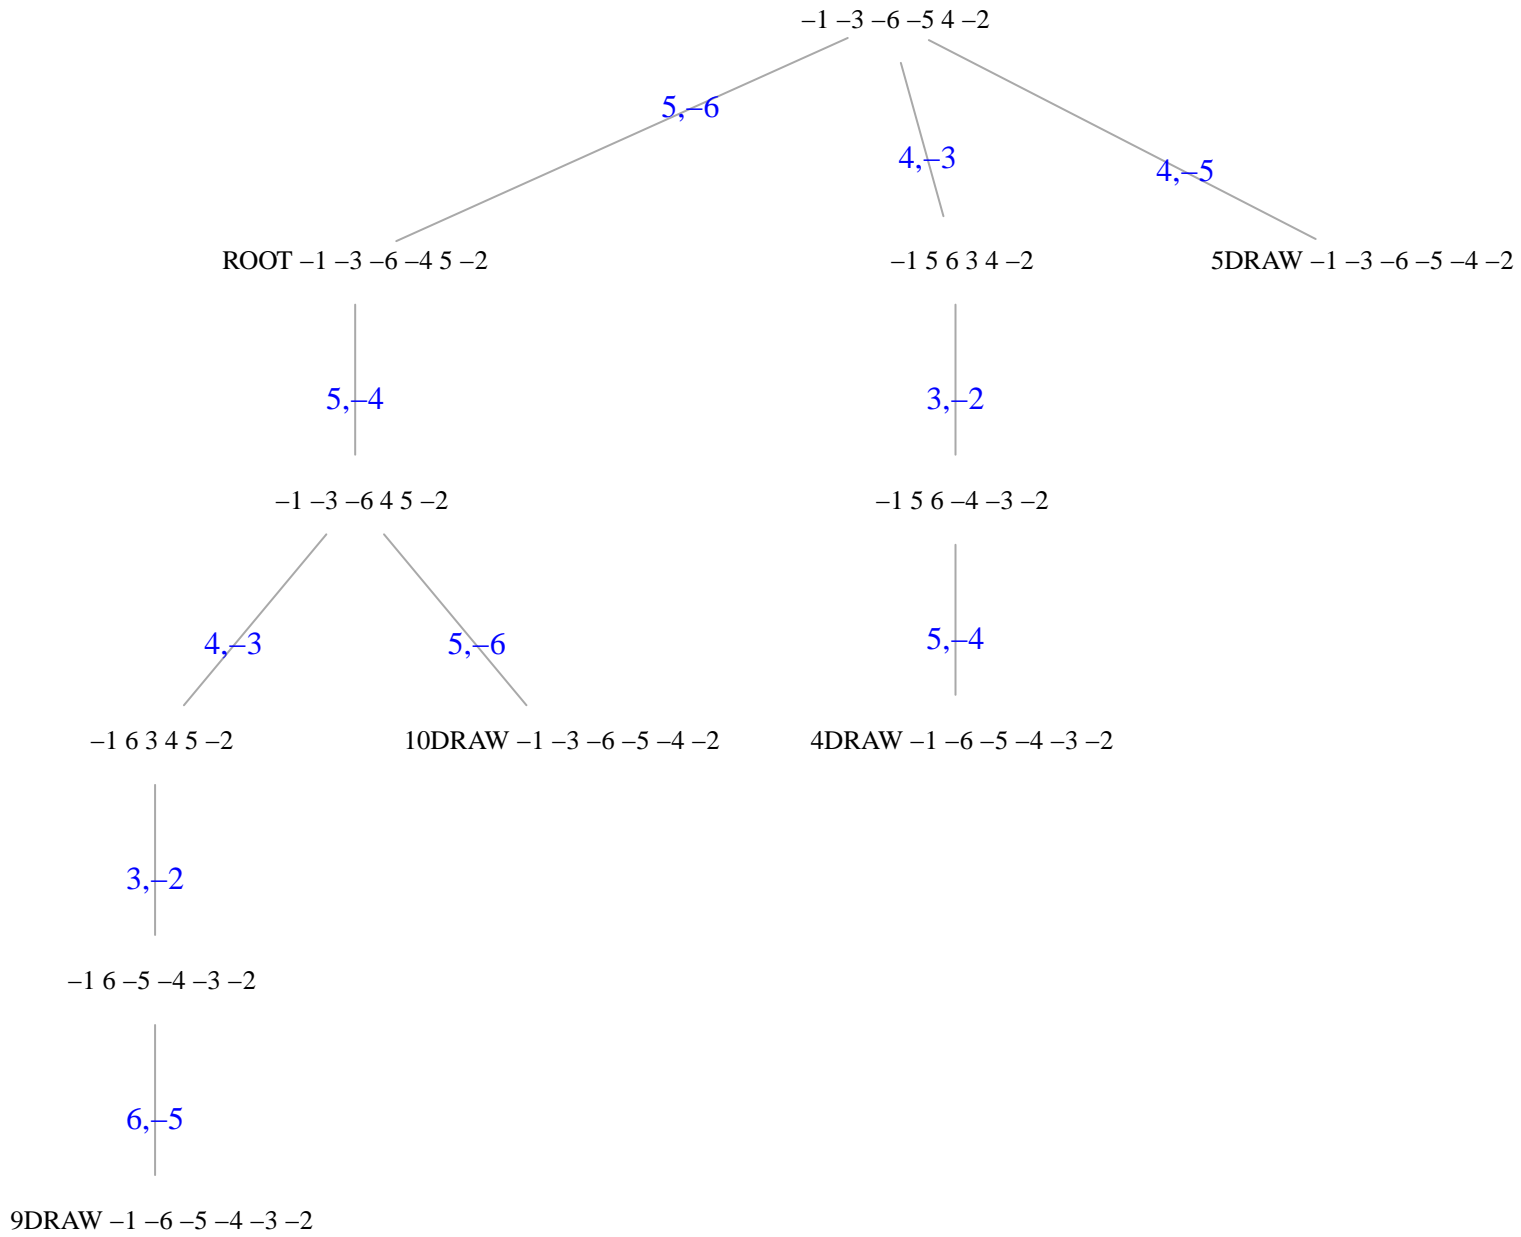 –1 –3 –6 –5 4 –2
5,–6
4,–3
4,–5
ROOT –1 –3 –6 –4 5 –2
–1 5 6 3 4 –2
5DRAW –1 –3 –6 –5 –4 –2
5,–4
3,–2
–1 –3 –6 4 5 –2
–1 5 6 –4 –3 –2
4,–3
5,–6
5,–4
–1 6 3 4 5 –2
10DRAW –1 –3 –6 –5 –4 –2
4DRAW –1 –6 –5 –4 –3 –2
3,–2
–1 6 –5 –4 –3 –2
6,–5
9DRAW –1 –6 –5 –4 –3 –2